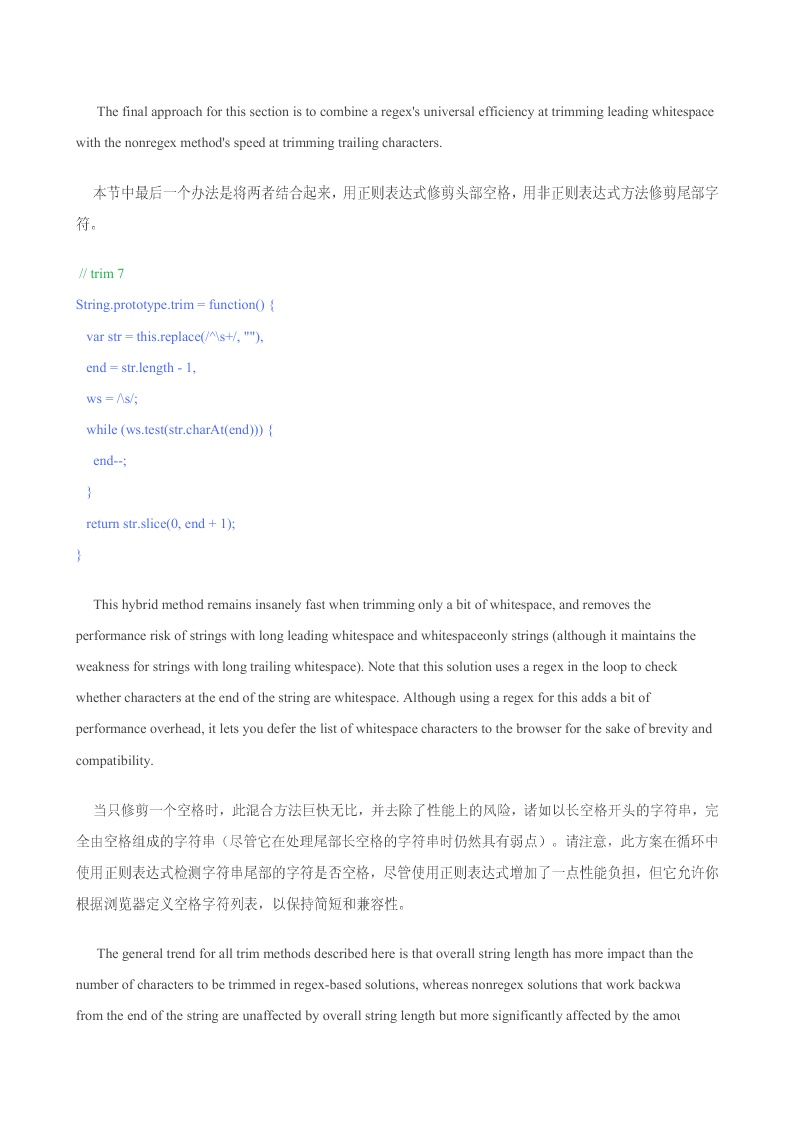 The final approach for this section is to combine a regex's universal efficiency at trimming leading whitespace
with the nonregex method's speed at trimming trailing characters.
本节中最后一个办法是将两者结合起来，用正则表达式修剪头部空格，用非正则表达式方法修剪尾部字
符。
// trim 7
String.prototype.trim = function() {
var str = this.replace(/^\s+/, ""),
end = str.length - 1,
ws = /\s/;
while (ws.test(str.charAt(end))) {
end--;
}
return str.slice(0, end + 1);
}
This hybrid method remains insanely fast when trimming only a bit of whitespace, and removes the
performance risk of strings with long leading whitespace and whitespaceonly strings (although it maintains the
weakness for strings with long trailing whitespace). Note that this solution uses a regex in the loop to check
whether characters at the end of the string are whitespace. Although using a regex for this adds a bit of
performance overhead, it lets you defer the list of whitespace characters to the browser for the sake of brevity and
compatibility.
当只修剪一个空格时，此混合方法巨快无比，并去除了性能上的风险，诸如以长空格开头的字符串，完
全由空格组成的字符串（尽管它在处理尾部长空格的字符串时仍然具有弱点）。请注意，此方案在循环中
使用正则表达式检测字符串尾部的字符是否空格，尽管使用正则表达式增加了一点性能负担，但它允许你
根据浏览器定义空格字符列表，以保持简短和兼容性。
The general trend for all trim methods described here is that overall string length has more impact than the
number of characters to be trimmed in regex-based solutions, whereas nonregex solutions that work backwa
from the end of the string are unaffected by overall string length but more significantly affected by the amou